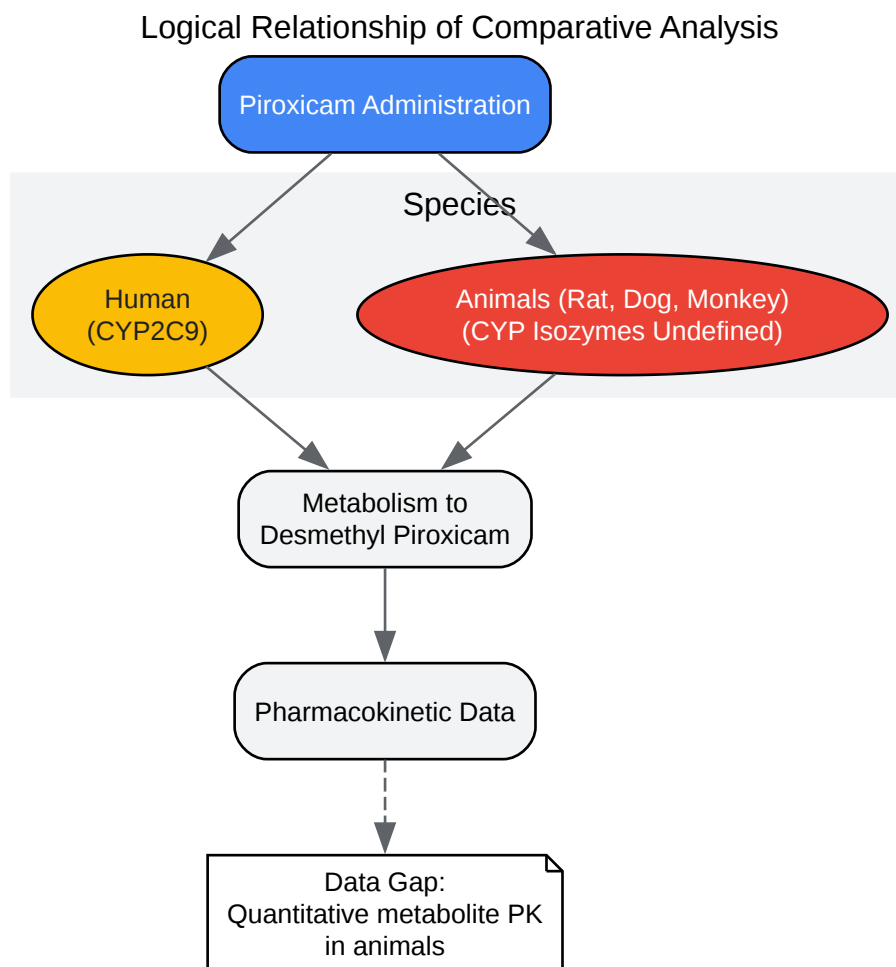 Logical Relationship of Comparative Analysis
Piroxicam Administration
Species
Human
(CYP2C9)
Animals (Rat, Dog, Monkey)
(CYP Isozymes Undefined)
Metabolism to
Desmethyl Piroxicam
Pharmacokinetic Data
Data Gap:
Quantitative metabolite PK
in animals